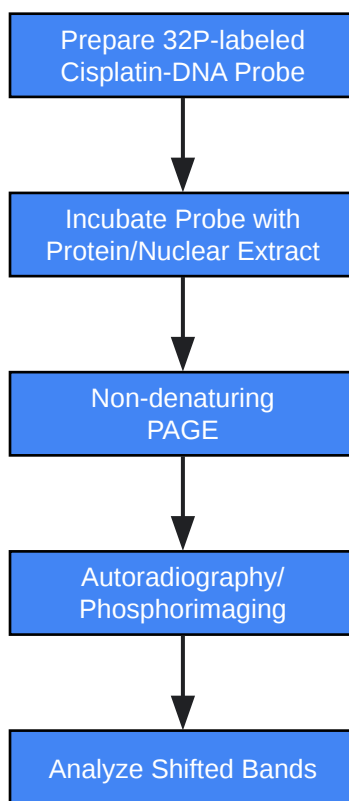 Prepare 32P-labeled
Cisplatin-DNA Probe
Incubate Probe with
Protein/Nuclear Extract
Non-denaturing
PAGE
Autoradiography/
Phosphorimaging
Analyze Shifted Bands